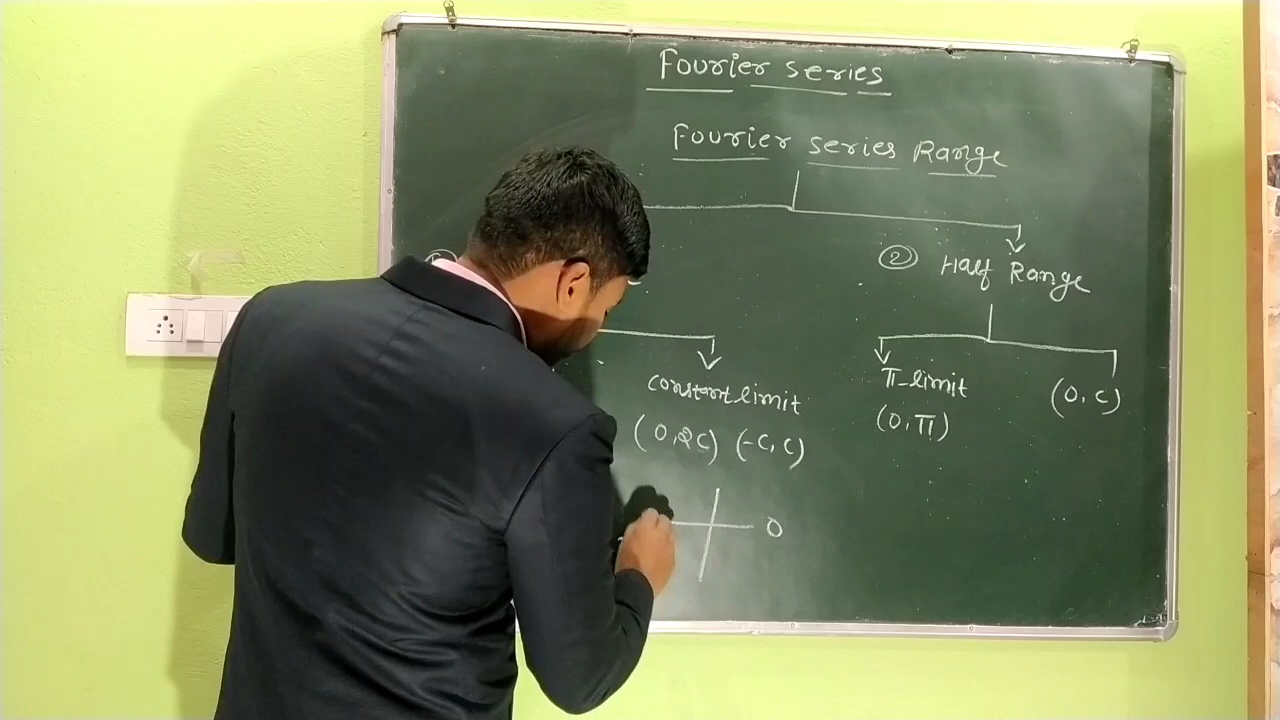 Fourier series
Fourier series Range
② Half Range
constant limit
(0,2C) (-C,C)
π-limit
(0,π)
(0,C)
0